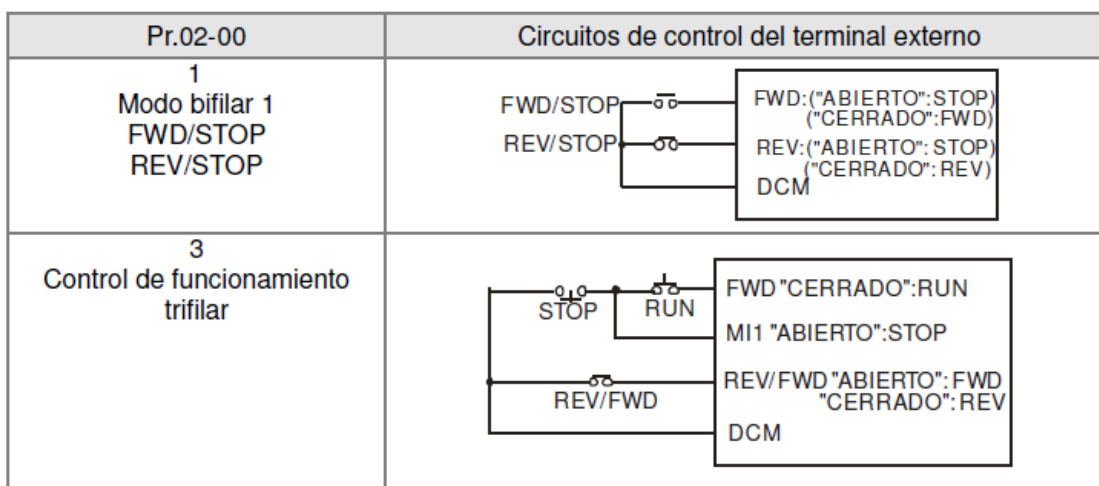 Pr.02-00
Circuitos de control del terminal externo
1
Modo bifilar 1
FWD/STOP
REV/STOP
FWD/STOP
REV/STOP
FWD:("ABIERTO":STOP)
("CERRADO":FWD)
REV:("ABIERTO": STOP)
("CERRADO": REV)
DCM
3
Control de funcionamiento
trifilar
STOP
RUN
REV/FWD
FWD "CERRADO":RUN
MI1 "ABIERTO":STOP
REV/FWD "ABIERTO": FWD
"CERRADO": REV
DCM